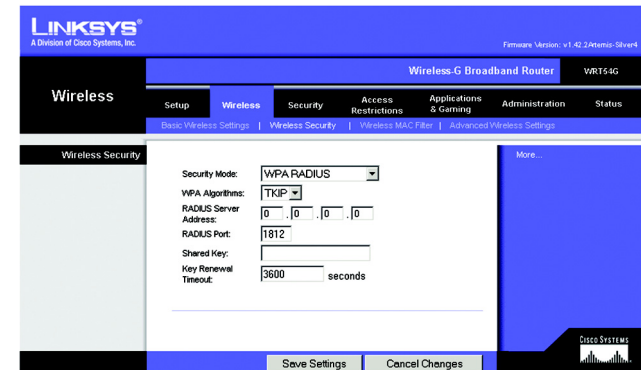 LINKSYS®
A Division of Cisco Systems, Inc.
Firmware Version: v1.42.2Artemis-Silver4
Wireless-G Broadband Router WRT54G
Wireless
Setup Wireless Security Access Restrictions Applications & Gaming Administration Status
Basic Wireless Settings | Wireless Security | Wireless MAC Filter | Advanced Wireless Settings
Wireless Security
More...
Security Mode: WPA RADIUS
WPA Algorithms: TKIP
RADIUS Server Address: 0 . 0 . 0 . 0
RADIUS Port: 1812
Shared Key:
Key Renewal Timeout: 3600 seconds
Save Settings Cancel Changes
CISCO SYSTEMS